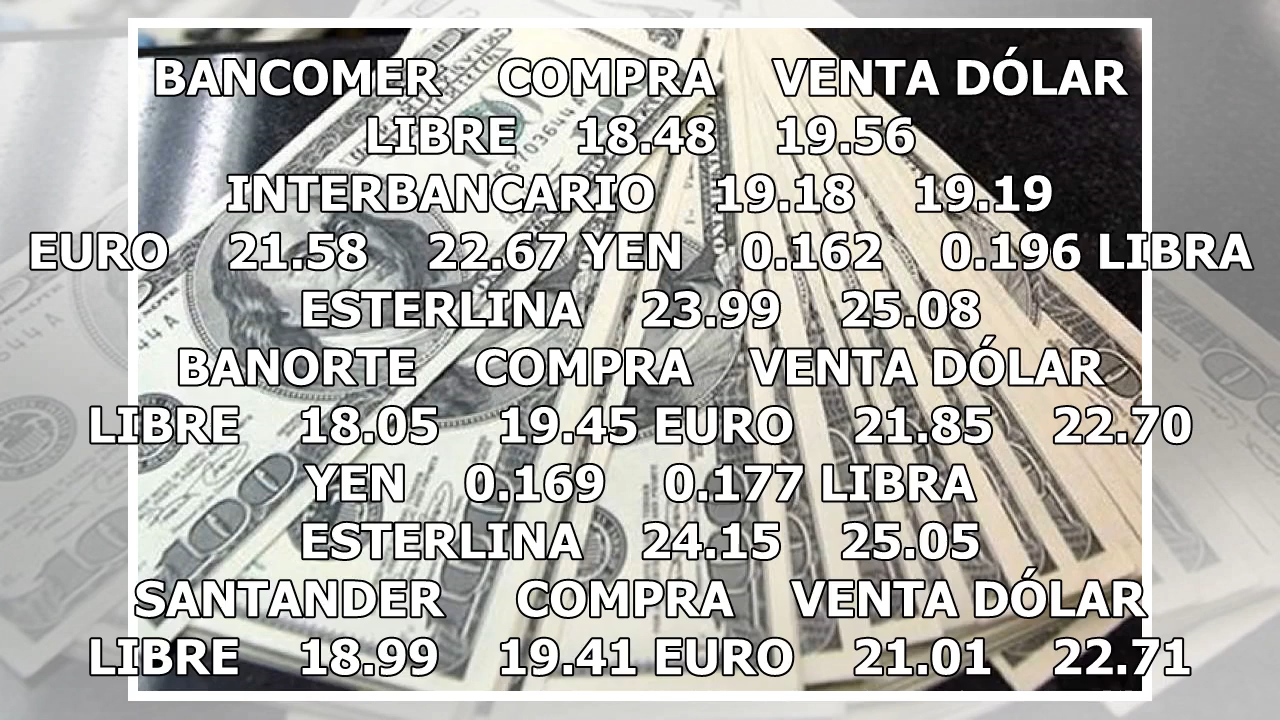 BANCOMER COMPRA VENTA DÓLAR
LIBRE 18.48 19.56
INTERBANCARIO 19.18 19.19
EURO 21.58 22.67 YEN 0.162 0.196 LIBRA
ESTERLINA 23.99 25.08
BANORTE COMPRA VENTA DÓLAR
LIBRE 18.05 19.45 EURO 21.85 22.70
YEN 0.169 0.177 LIBRA
ESTERLINA 24.15 25.05
SANTANDER COMPRA VENTA DÓLAR
LIBRE 18.99 19.41 EURO 21.01 22.71
100